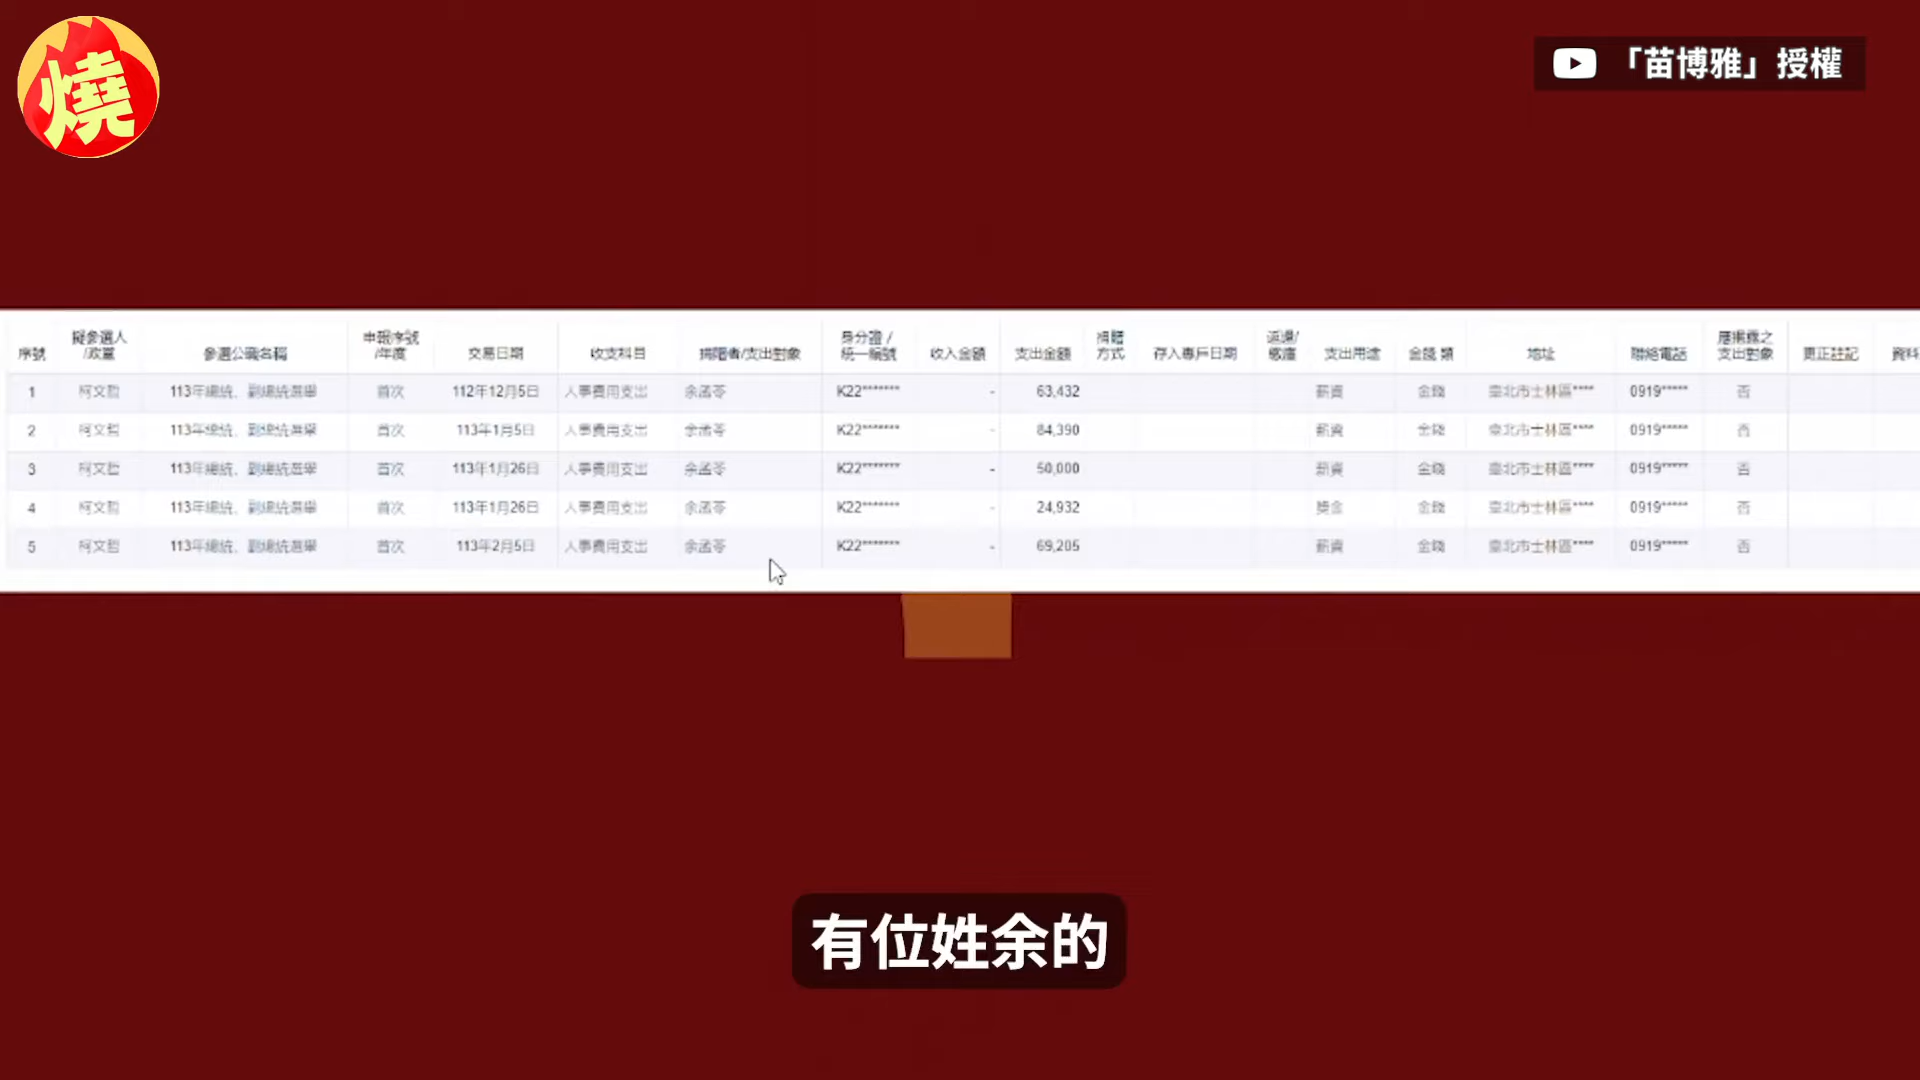 燒
「苗博雅」授權
序號 擬參選人/政黨 參選公職名稱 申報序號/年度 交易日期 收支科目 捐贈者/支出對象 身分證/統一編號 收入金額 支出金額 捐贈方式 存入專戶日期 返還/繳庫 支出用途 金錢類 地址 聯絡電話 應揭露之支出對象 更正註記 資料
1 柯文哲 113年總統、副總統選舉 首次 112年12月5日 人事費用支出 余孟苓 K22******* - 63,432 薪資 金錢 臺北市士林區**** 0919***** 否
2 柯文哲 113年總統、副總統選舉 首次 113年1月5日 人事費用支出 余孟苓 K22******* - 84,390 薪資 金錢 臺北市士林區**** 0919***** 否
3 柯文哲 113年總統、副總統選舉 首次 113年1月26日 人事費用支出 余孟苓 K22******* - 50,000 薪資 金錢 臺北市士林區**** 0919***** 否
4 柯文哲 113年總統、副總統選舉 首次 113年1月26日 人事費用支出 余孟苓 K22******* - 24,932 獎金 金錢 臺北市士林區**** 0919***** 否
5 柯文哲 113年總統、副總統選舉 首次 113年2月5日 人事費用支出 余孟苓 K22******* - 69,205 薪資 金錢 臺北市士林區**** 0919***** 否
有位姓余的